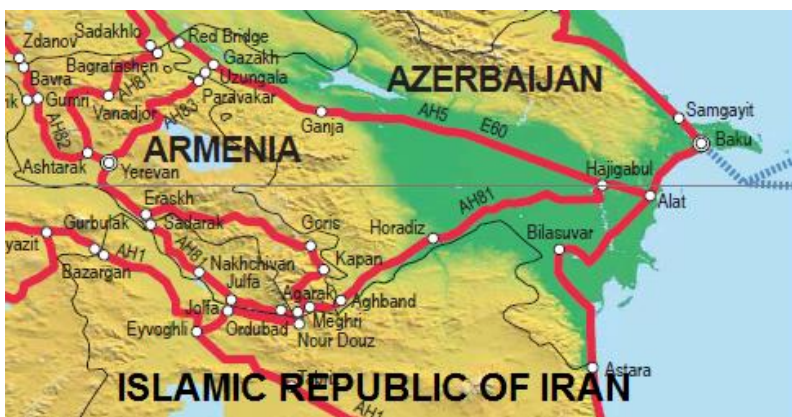 Zdanov
Sadakhlo
Red Bridge
Bagratashen
Gazakh
Bavra
AH81
Uzungala
AZERBAIJAN
ik
Gumri
Vanadjor
AH83
Paravakar
AH5
E60
Samgayit
Ganja
Baku
AH82
Ashtarak
ARMENIA
Yerevan
Hajigabul
AH81
Alat
Eraskh
Gurbulak
Sadarak
Goris
Horadiz
Bilasuvar
yazit
AH1
AH81
Kapan
Bazargan
Nakhchivan
Julfa
Agarak
Aghband
Jolfa
Ordubad
Meghri
Eyvoghli
Nour Douz
Astara
ISLAMIC REPUBLIC OF IRAN
AH1